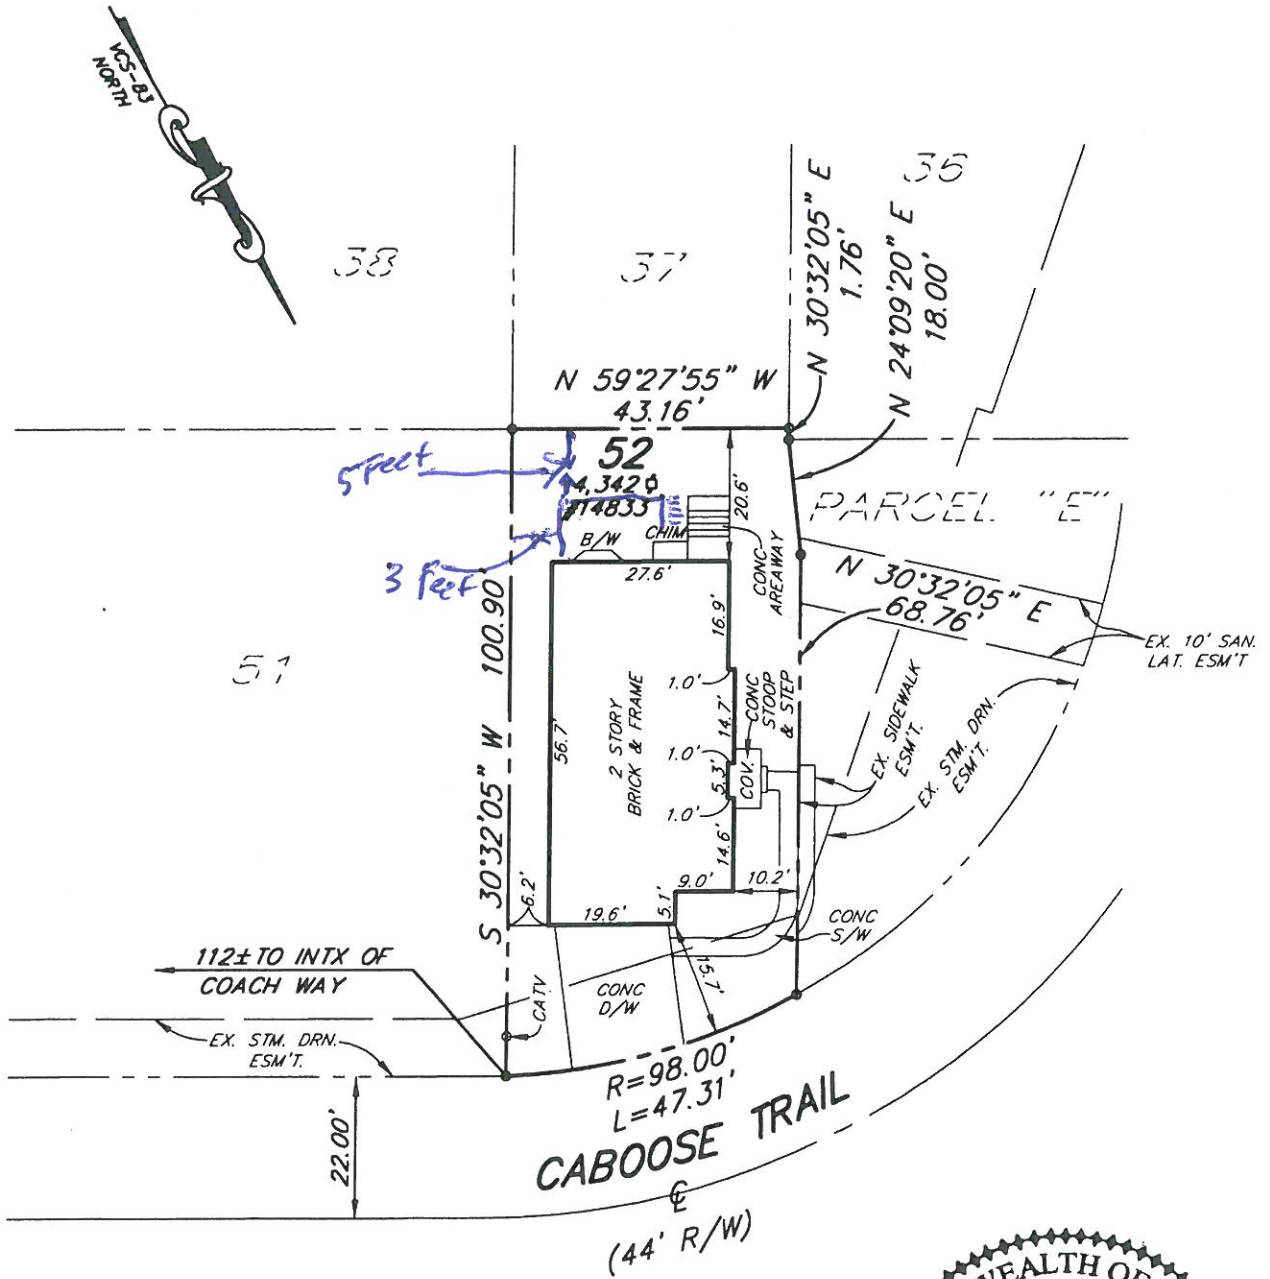 VCS-83
NORTH
38
37
36
N 30°32'05" E
1.76'
N 24°09'20" E
18.00'
N 59°27'55" W
43.16'
5 feet
52
4,342
#14833
20.6'
PARCEL "E"
3 feet
B/W
CHIM
27.6'
CONC
AREAWAY
N 30°32'05" E
68.76'
EX. 10' SAN.
LAT. ESM'T
51
S 30°32'05" W 100.90'
56.7'
2 STORY
BRICK & FRAME
16.9'
1.0'
14.7'
CONC
STOOP
& STEP
1.0'
5.3'
COV.
1.0'
14.6'
EX. SIDEWALK
ESM'T.
EX. STM. DRN.
ESM'T.
6.2'
19.6'
5.1'
9.0'
10.2'
CONC
S/W
15.7'
112± TO INTX OF
COACH WAY
CATV
CONC
D/W
EX. STM. DRN.
ESM'T.
22.00'
R=98.00'
L=47.31'
CABOOSE TRAIL
℄
(44' R/W)
WEALTH OF